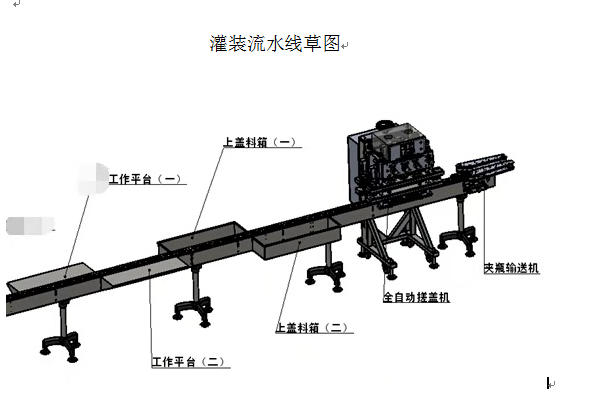 灌装流水线草图
上盖料箱（一）
工作平台（一）
夹瓶输送机
全自动搓盖机
上盖料箱（二）
工作平台（二）